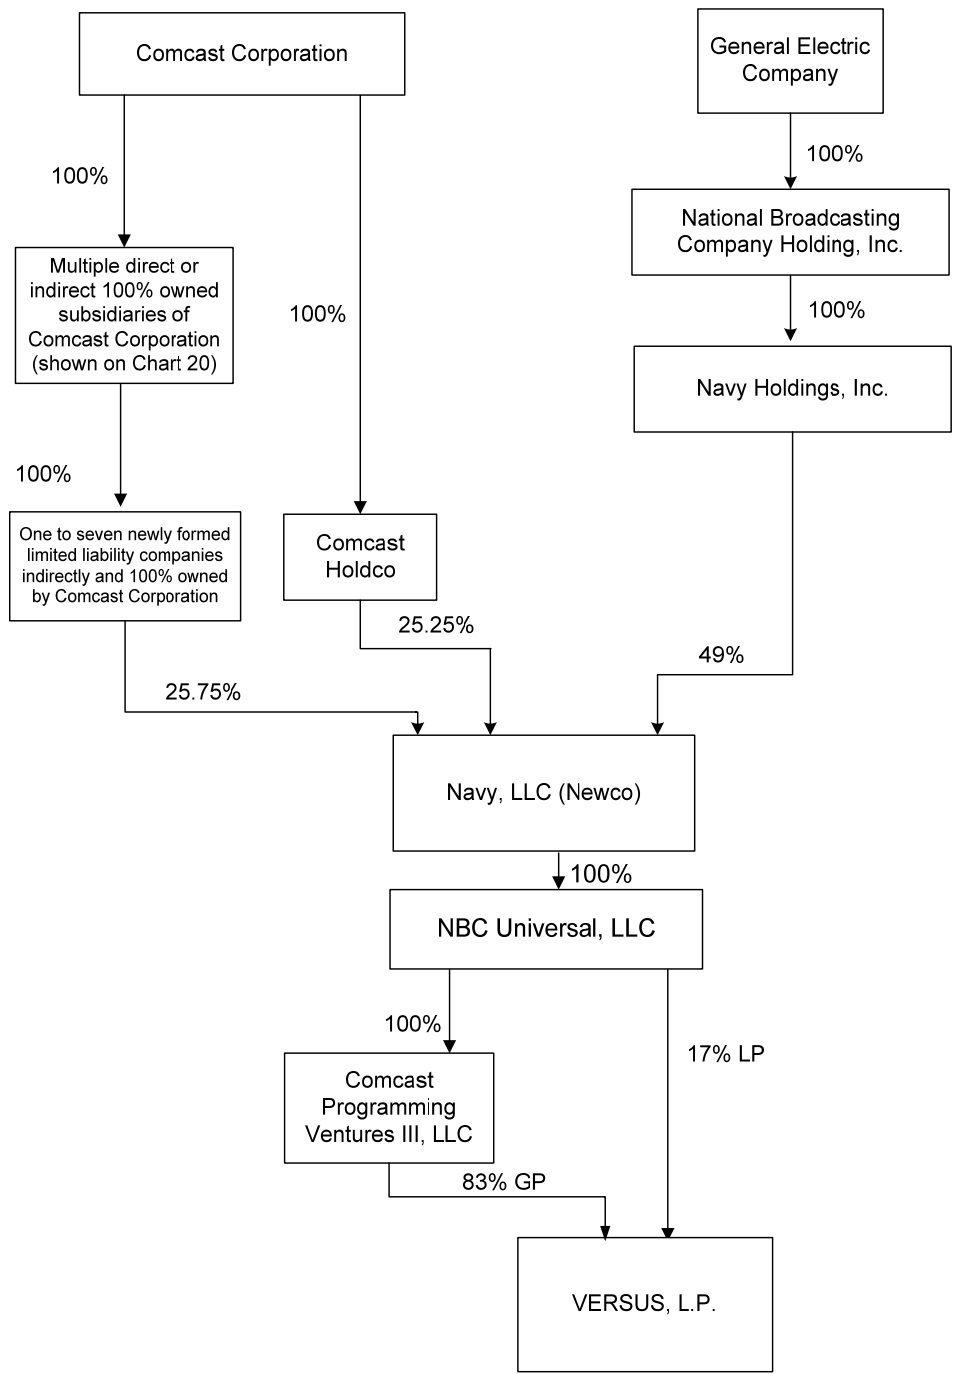 Comcast Corporation
General Electric
Company
100%
100%
National Broadcasting
Company Holding, Inc.
Multiple direct or
indirect 100% owned
subsidiaries of
Comcast Corporation
(shown on Chart 20)
100%
100%
Navy Holdings, Inc.
100%
One to seven newly formed
limited liability companies
indirectly and 100% owned
by Comcast Corporation
Comcast
Holdco
25.25%
49%
25.75%
Navy, LLC (Newco)
100%
NBC Universal, LLC
100%
17% LP
Comcast
Programming
Ventures III, LLC
83% GP
VERSUS, L.P.